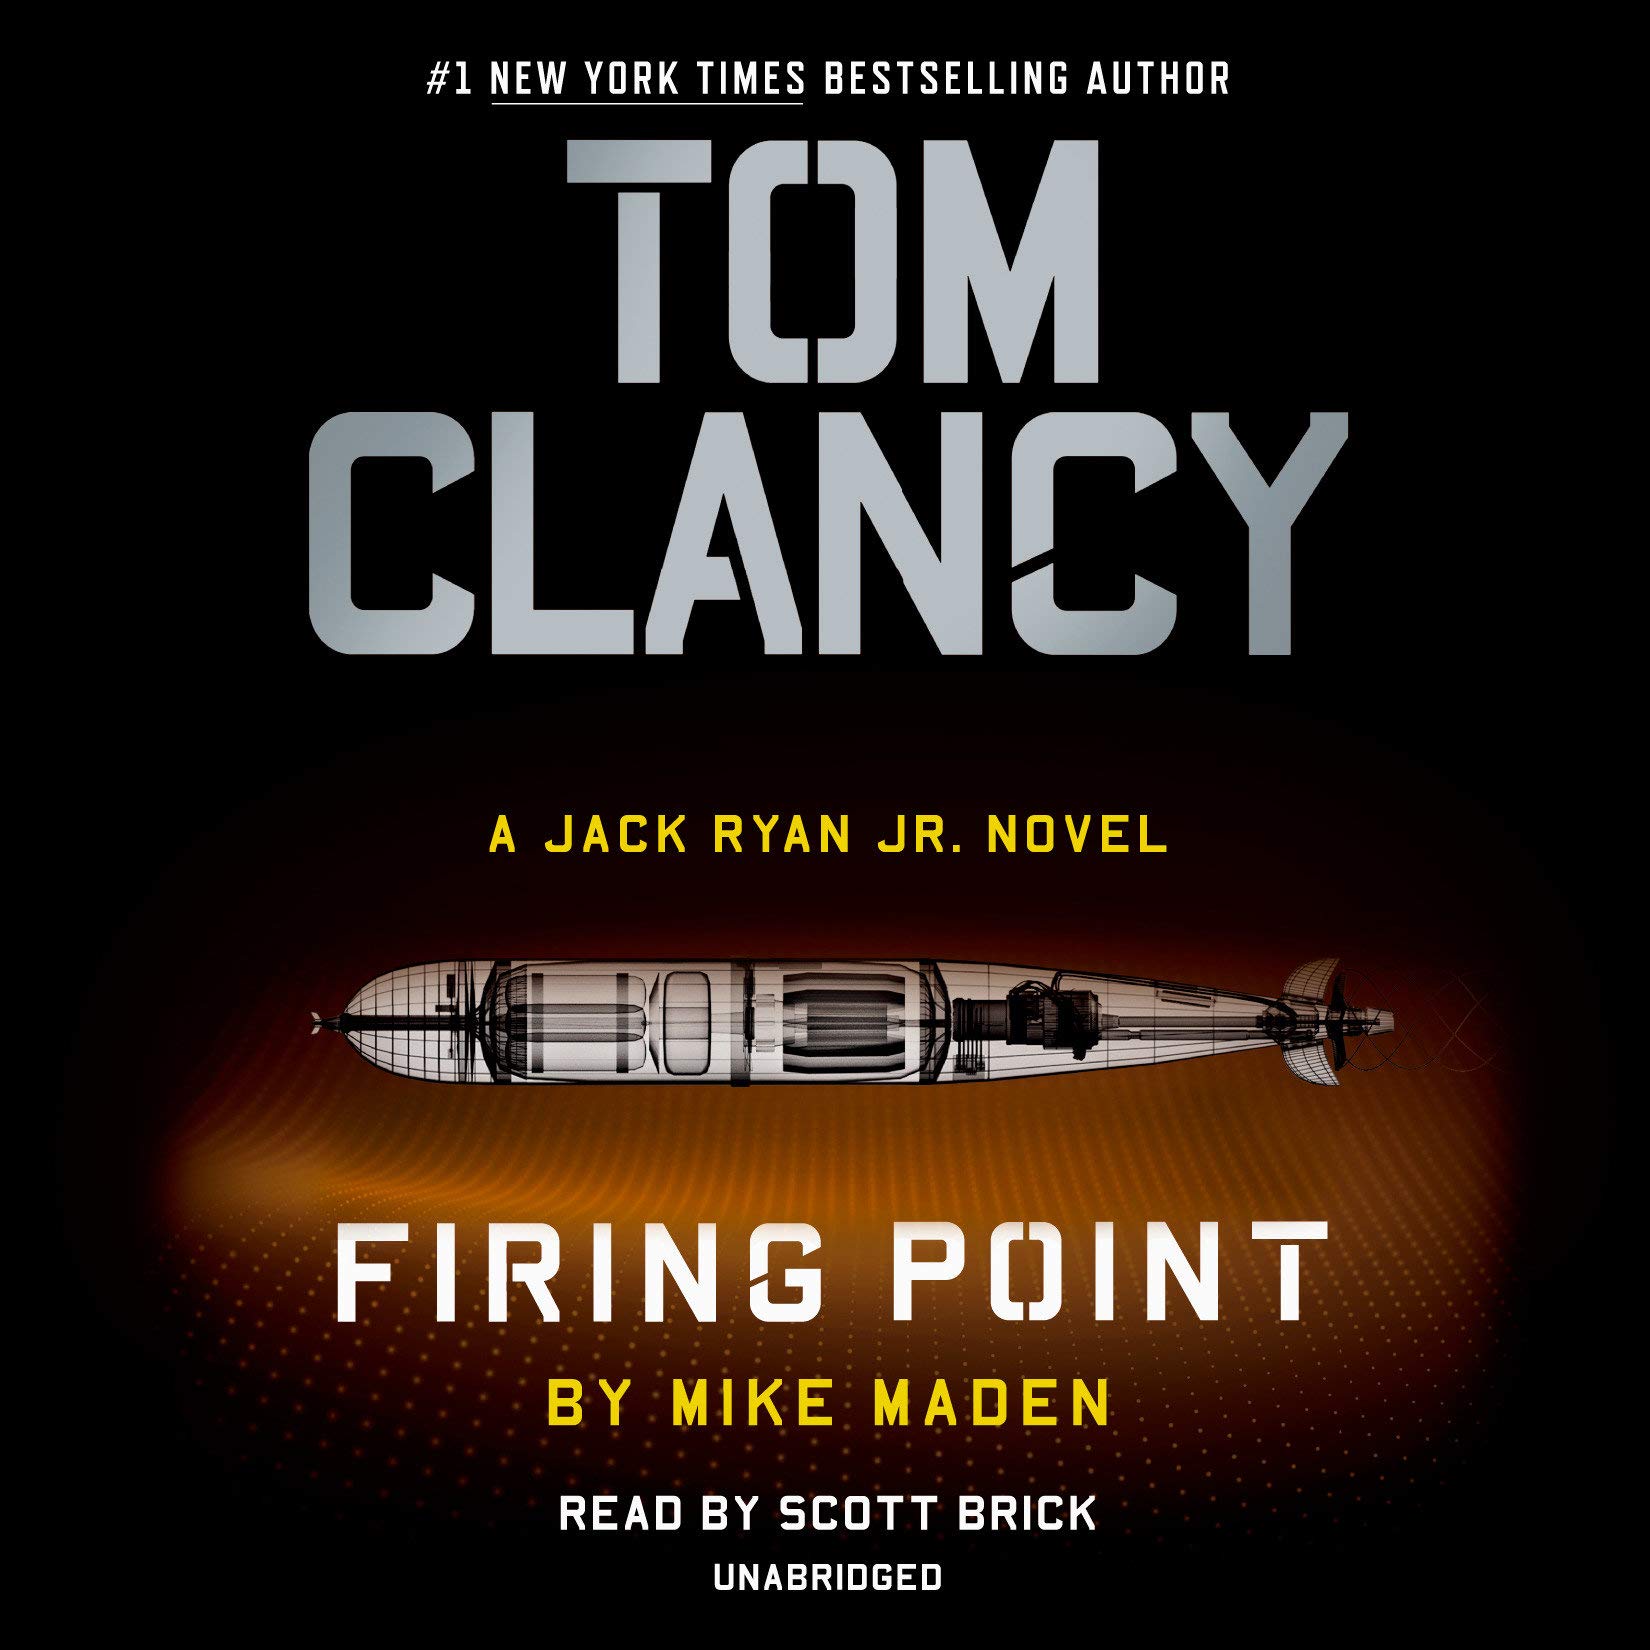 #1 NEW YORK TIMES BESTSELLING AUTHOR
TOM
CLANCY
A JACK RYAN JR. NOVEL
FIRING POINT
BY MIKE MADEN
READ BY SCOTT BRICK
UNABRIDGED